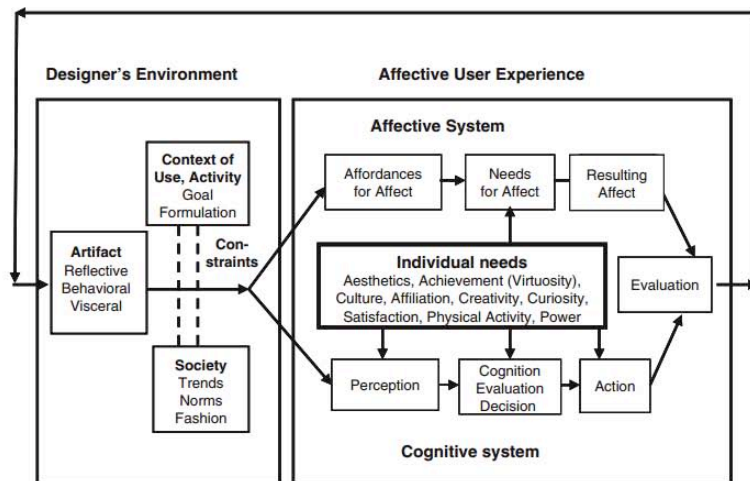 Designer's Environment
Affective User Experience
Context of
Use, Activity
Goal
Formulation
Con-
straints
Artifact
Reflective
Behavioral
Visceral
Society
Trends
Norms
Fashion
Affective System
Affordances
for Affect
Needs
for Affect
Resulting
Affect
Individual needs
Aesthetics, Achievement (Virtuosity),
Culture, Affiliation, Creativity, Curiosity,
Satisfaction, Physical Activity, Power
Evaluation
Perception
Cognition
Evaluation
Decision
Action
Cognitive system